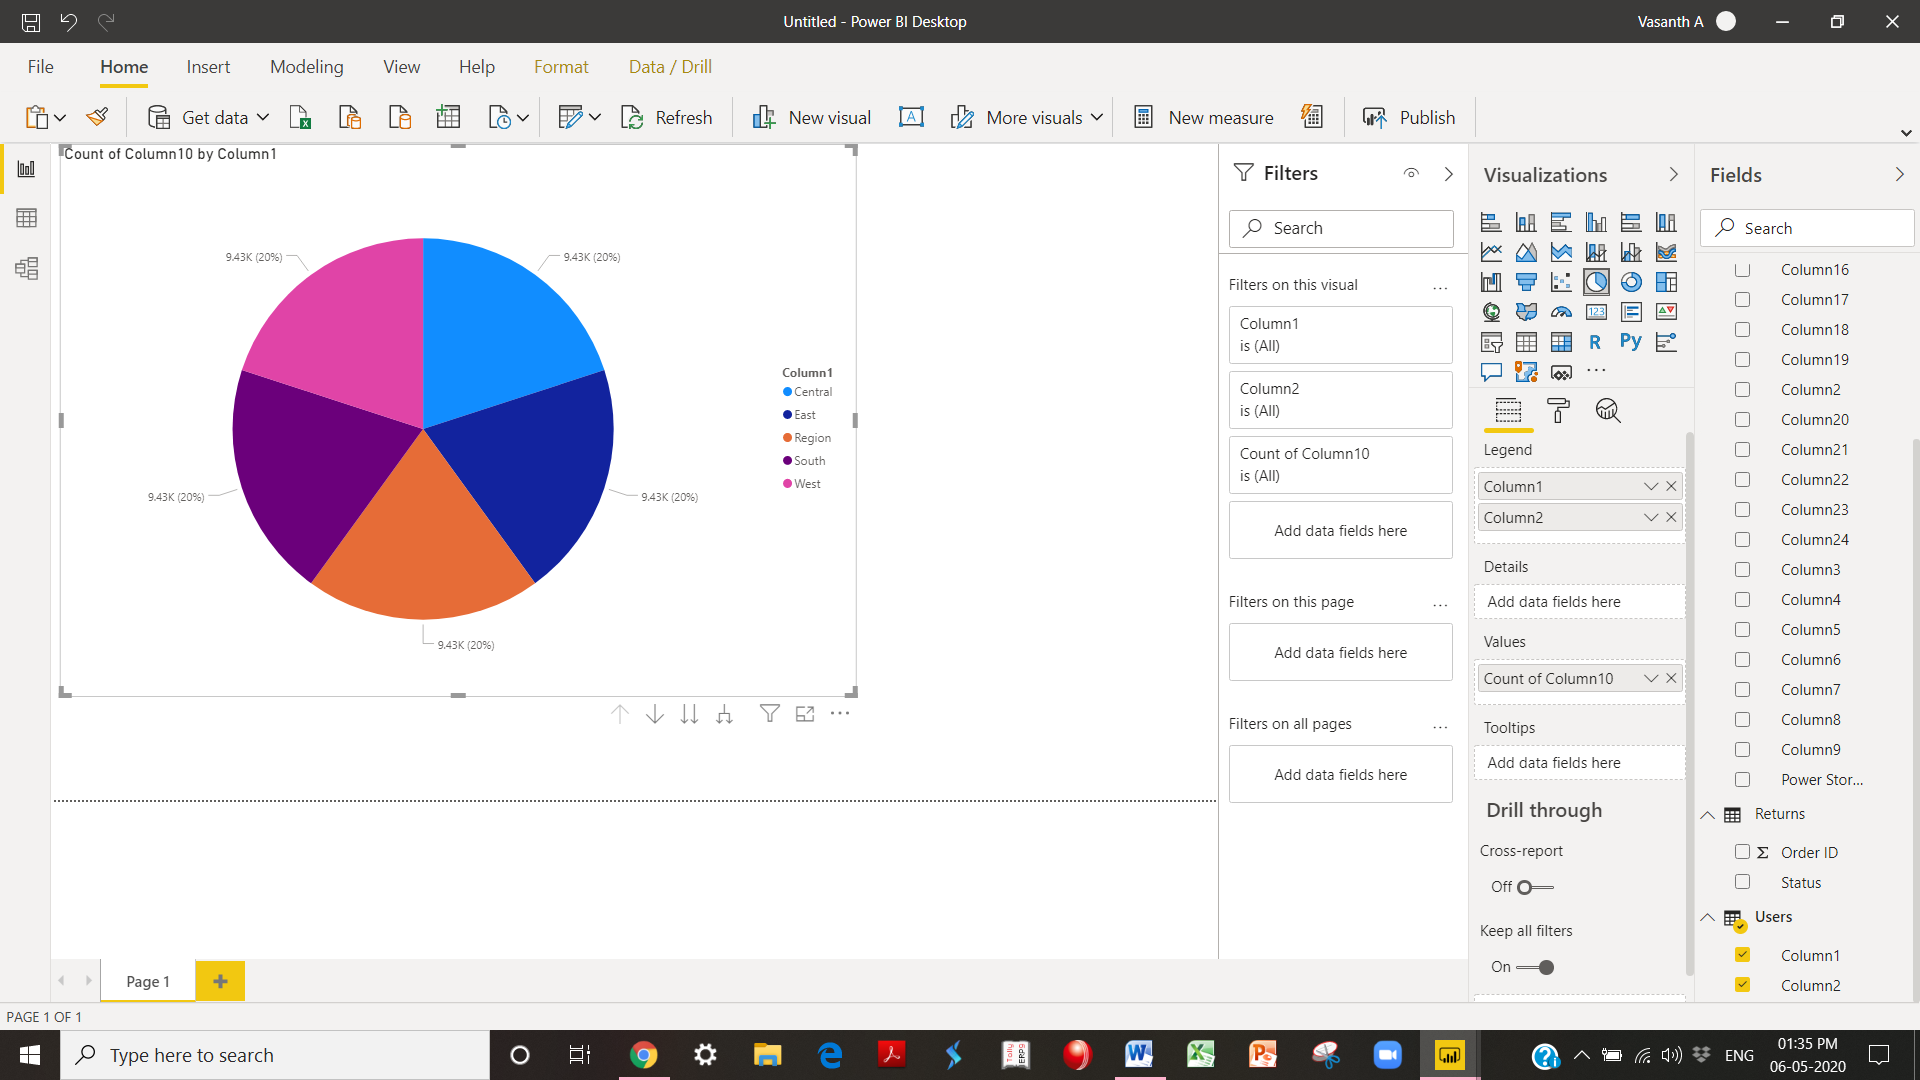 Untitled - Power BI Desktop
Vasanth A
File
Home
Insert
Modeling
View
Help
Format
Data / Drill
Get data
Refresh
New visual
More visuals
New measure
Publish
Count of Column10 by Column1
9.43K (20%)
9.43K (20%)
9.43K (20%)
9.43K (20%)
9.43K (20%)
Column1
Central
East
Region
South
West
Filters
Search
Filters on this visual
...
Column1
is (All)
Column2
is (All)
Count of Column10
is (All)
Add data fields here
Filters on this page
...
Add data fields here
Filters on all pages
...
Add data fields here
Visualizations
123
R
Py
...
Legend
Column1
Column2
Details
Add data fields here
Values
Count of Column10
Tooltips
Add data fields here
Drill through
Cross-report
Off
Keep all filters
On
Fields
Search
Column16
Column17
Column18
Column19
Column2
Column20
Column21
Column22
Column23
Column24
Column3
Column4
Column5
Column6
Column7
Column8
Column9
Power Stor...
Returns
Σ Order ID
Status
Users
Column1
Column2
Page 1
PAGE 1 OF 1
Type here to search
Tally
ERP9
ENG
01:35 PM
06-05-2020